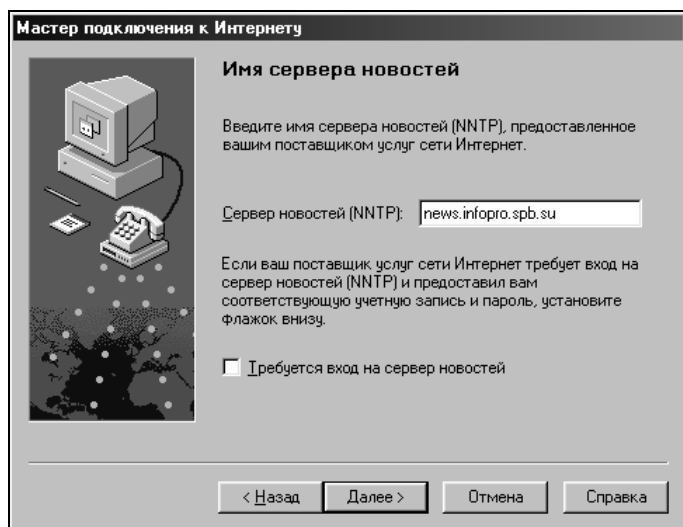 Мастер подключения к Интернету
Имя сервера новостей
Введите имя сервера новостей (NNTP), предоставленное
вашим поставщиком услуг сети Интернет.
Сервер новостей (NNTP): news.infopro.spb.su
Если ваш поставщик услуг сети Интернет требует вход на
сервер новостей (NNTP) и предоставил вам
соответствующую учетную запись и пароль, установите
флажок внизу.
Требуется вход на сервер новостей
< Назад Далее > Отмена Справка